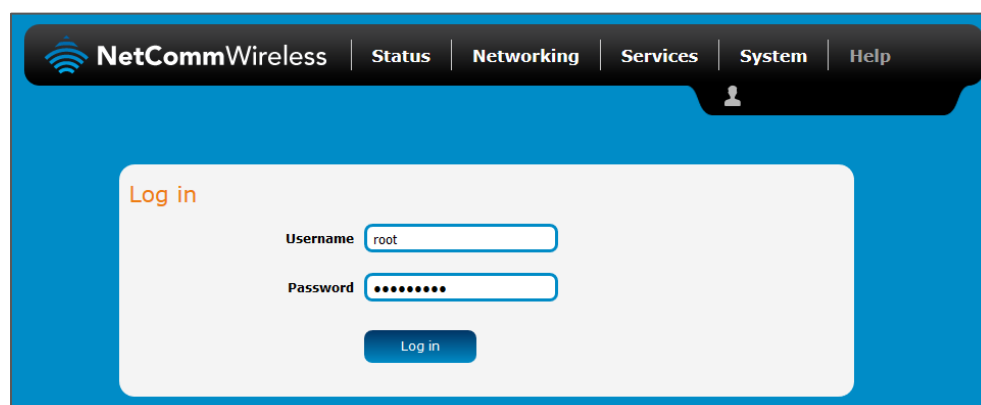 NetCommWireless Status Networking Services System Help
Log in
Username root
Password •••••••••
Log in